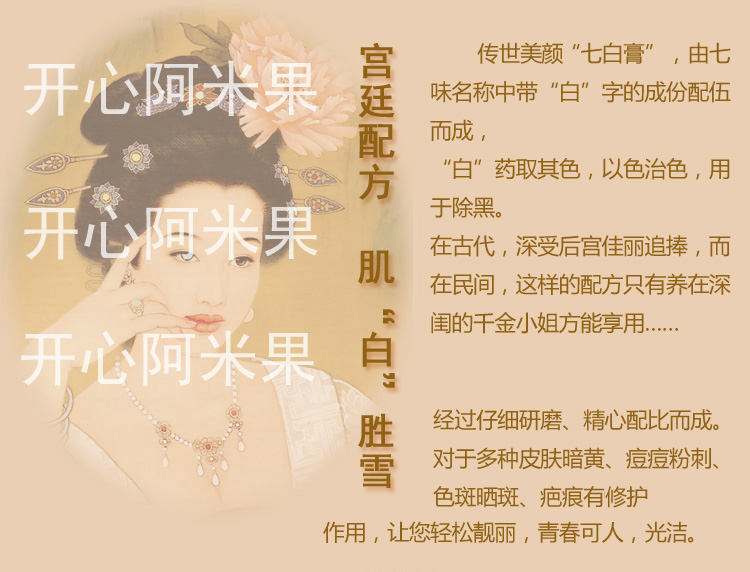 开心阿米果
开心阿米果
开心阿米果
宫廷配方 肌“白”胜雪
传世美颜“七白膏”，由七
味名称中带“白”字的成份配伍
而成，
“白”药取其色，以色治色，用
于除黑。
在古代，深受后宫佳丽追捧，而
在民间，这样的配方只有养在深
闺的千金小姐方能享用……
经过仔细研磨、精心配比而成。
对于多种皮肤暗黄、痘痘粉刺、
色斑晒斑、疤痕有修护
作用，让您轻松靓丽，青春可人，光洁。